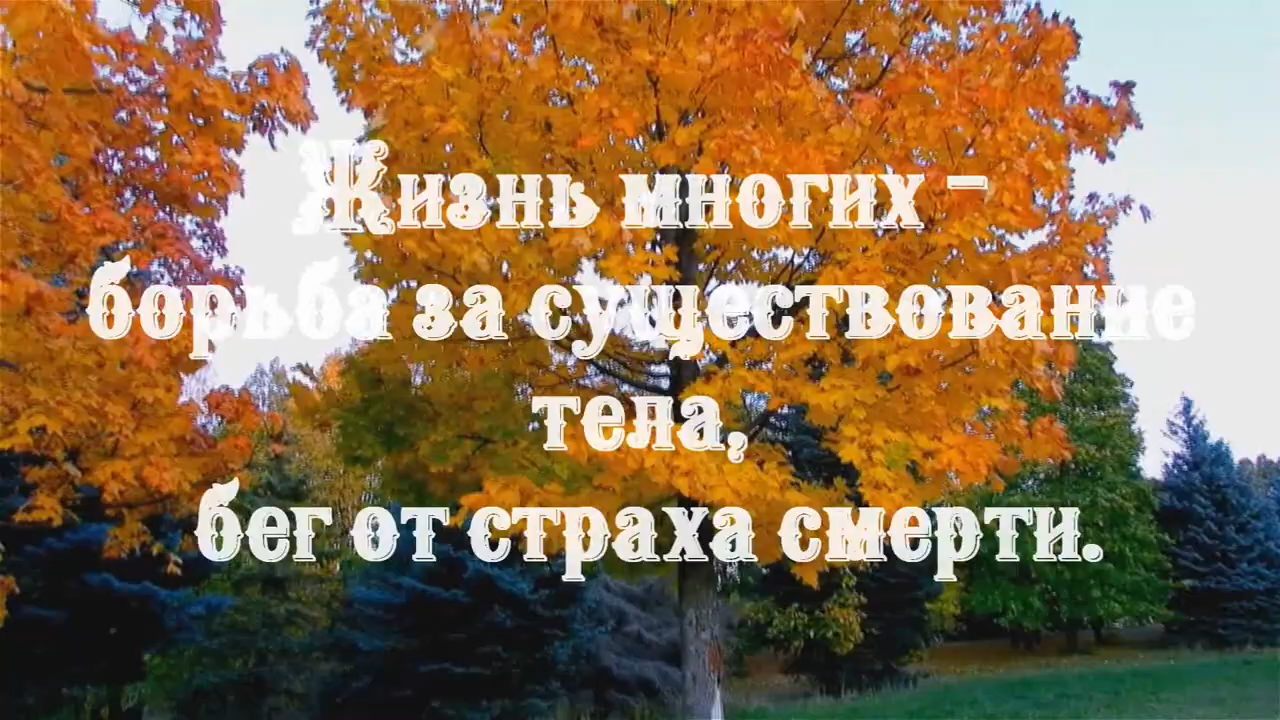 Жизнь многих –
борьба за существование
тела,
бег от страха смерти.